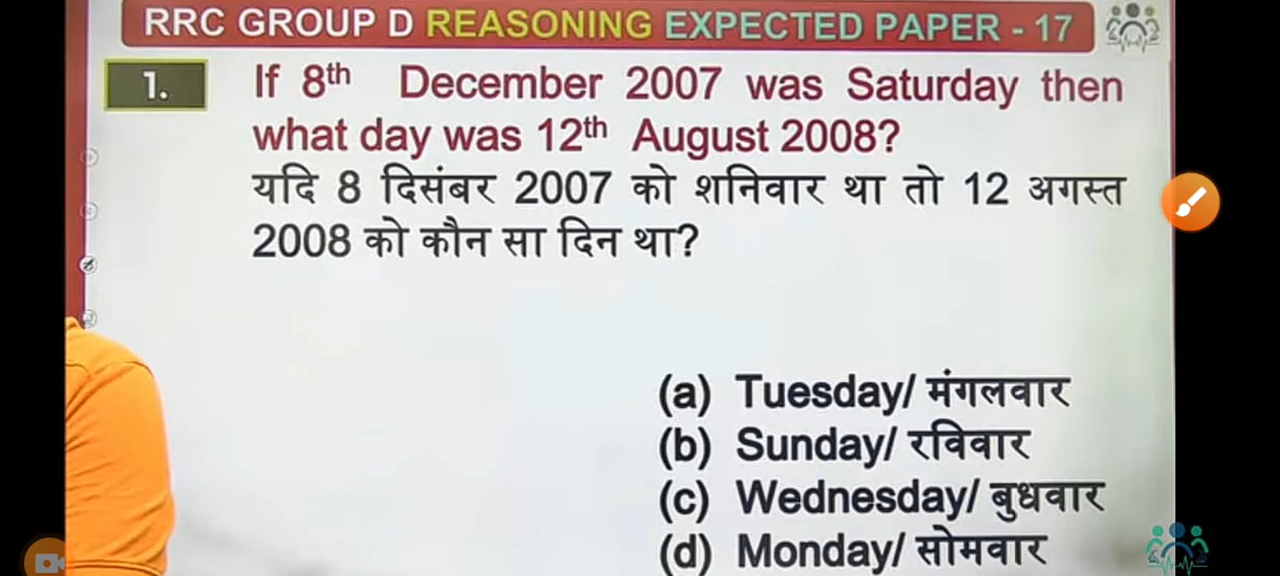 RRC GROUP D REASONING EXPECTED PAPER - 17
1. If 8th December 2007 was Saturday then
what day was 12th August 2008?
यदि 8 दिसंबर 2007 को शनिवार था तो 12 अगस्त
2008 को कौन सा दिन था?
(a) Tuesday/ मंगलवार
(b) Sunday/ रविवार
(c) Wednesday/ बुधवार
(d) Monday/ सोमवार